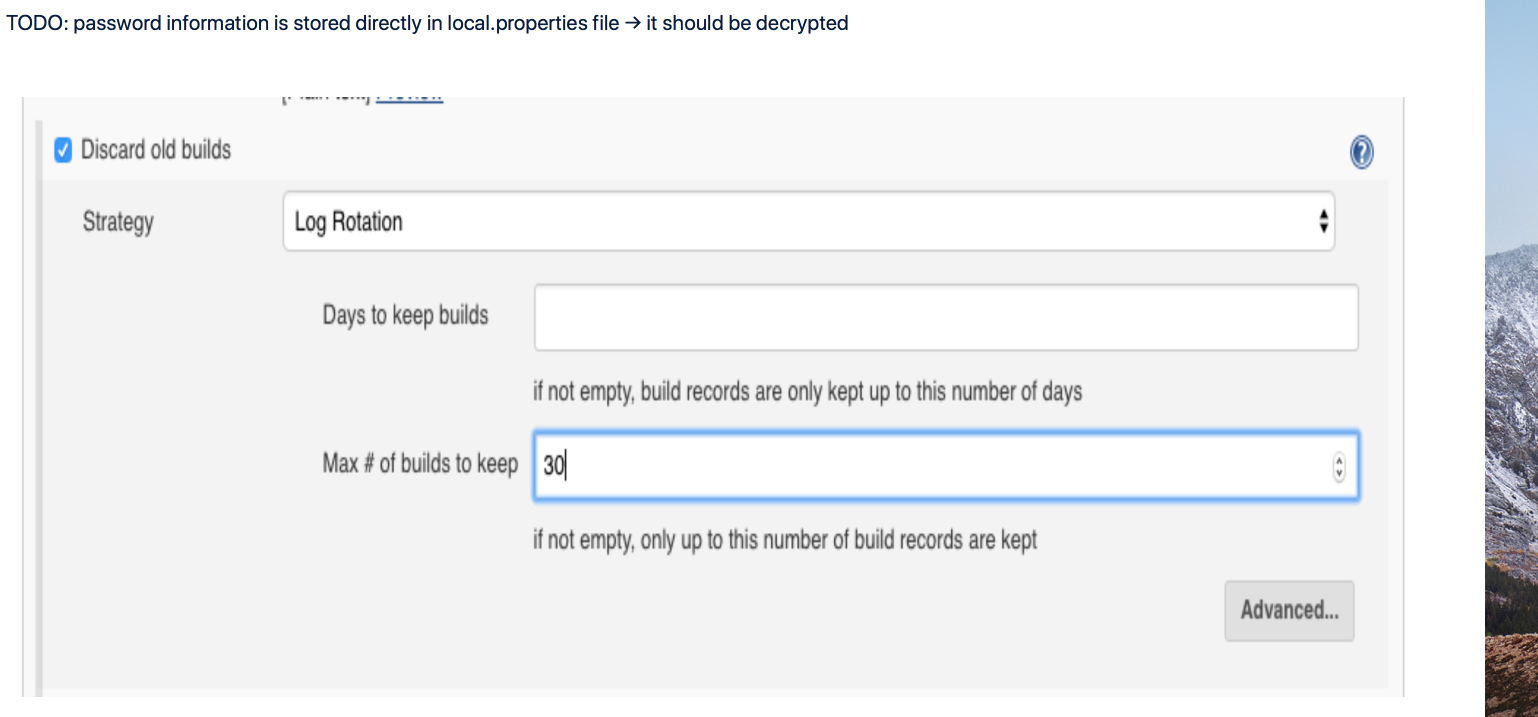 TODO: password information is stored directly in local.properties file → it should be decrypted
Discard old builds
?
Strategy
Log Rotation
Days to keep builds
if not empty, build records are only kept up to this number of days
Max # of builds to keep
30
if not empty, only up to this number of build records are kept
Advanced...